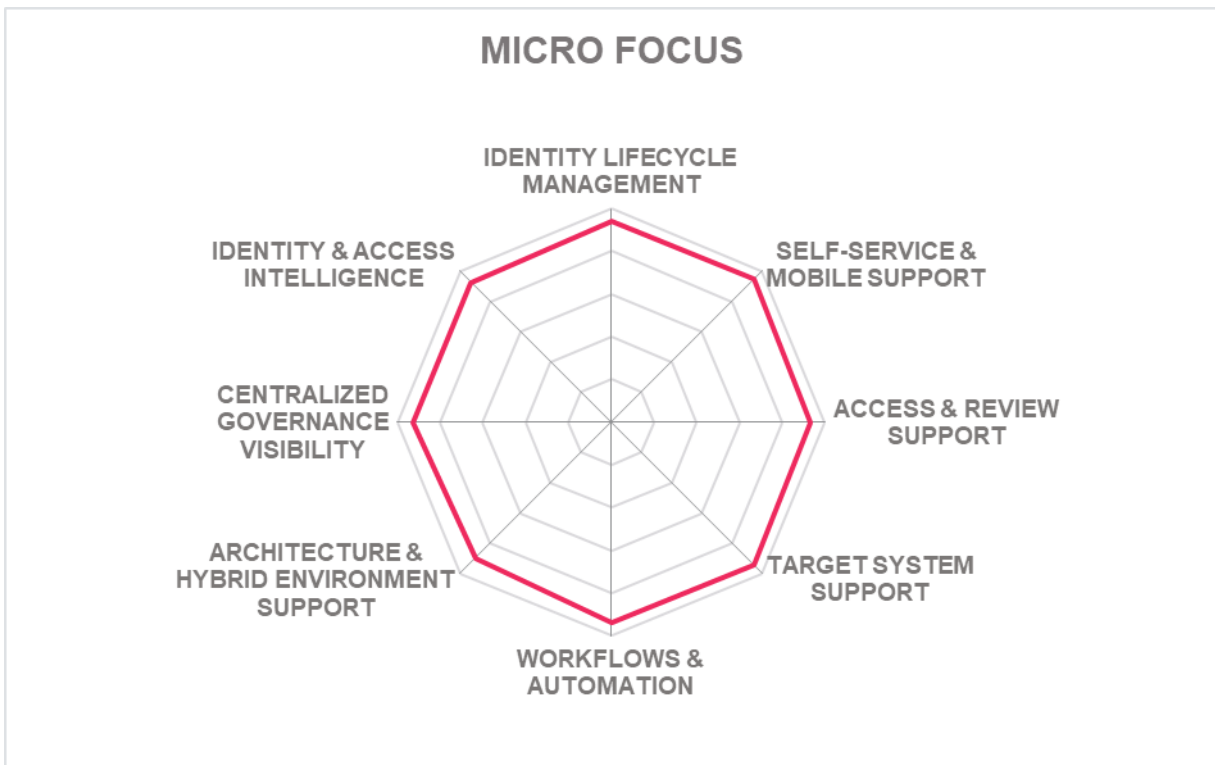 MICRO FOCUS
IDENTITY LIFECYCLE
MANAGEMENT
IDENTITY & ACCESS
INTELLIGENCE
SELF-SERVICE &
MOBILE SUPPORT
CENTRALIZED
GOVERNANCE
VISIBILITY
ACCESS & REVIEW
SUPPORT
ARCHITECTURE &
HYBRID ENVIRONMENT
SUPPORT
TARGET SYSTEM
SUPPORT
WORKFLOWS &
AUTOMATION